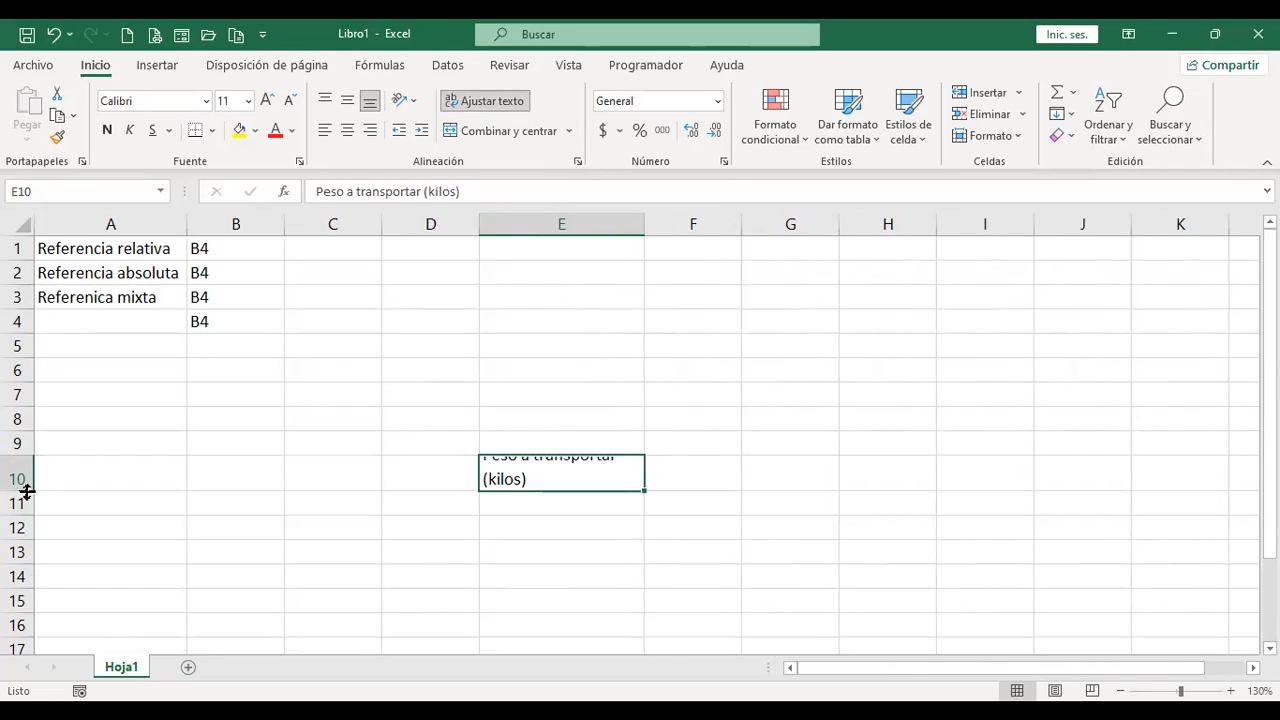 Libro1 - Excel
Buscar
Inic. ses.
Archivo Inicio Insertar Disposición de página Fórmulas Datos Revisar Vista Programador Ayuda
Compartir
Pegar
Portapapeles
Calibri 11
N K S
Fuente
Ajustar texto
Combinar y centrar
Alineación
General
$ % 000
Número
Formato condicional
Dar formato como tabla
Estilos de celda
Estilos
Insertar
Eliminar
Formato
Celdas
Ordenar y filtrar
Buscar y seleccionar
Edición
E10
Peso a transportar (kilos)
A B C D E F G H I J K
1 Referencia relativa B4
2 Referencia absoluta B4
3 Referenica mixta B4
4 B4
5
6
7
8
9
10 Peso a transportar
(kilos)
11
12
13
14
15
16
17
Hoja1
Listo
130%